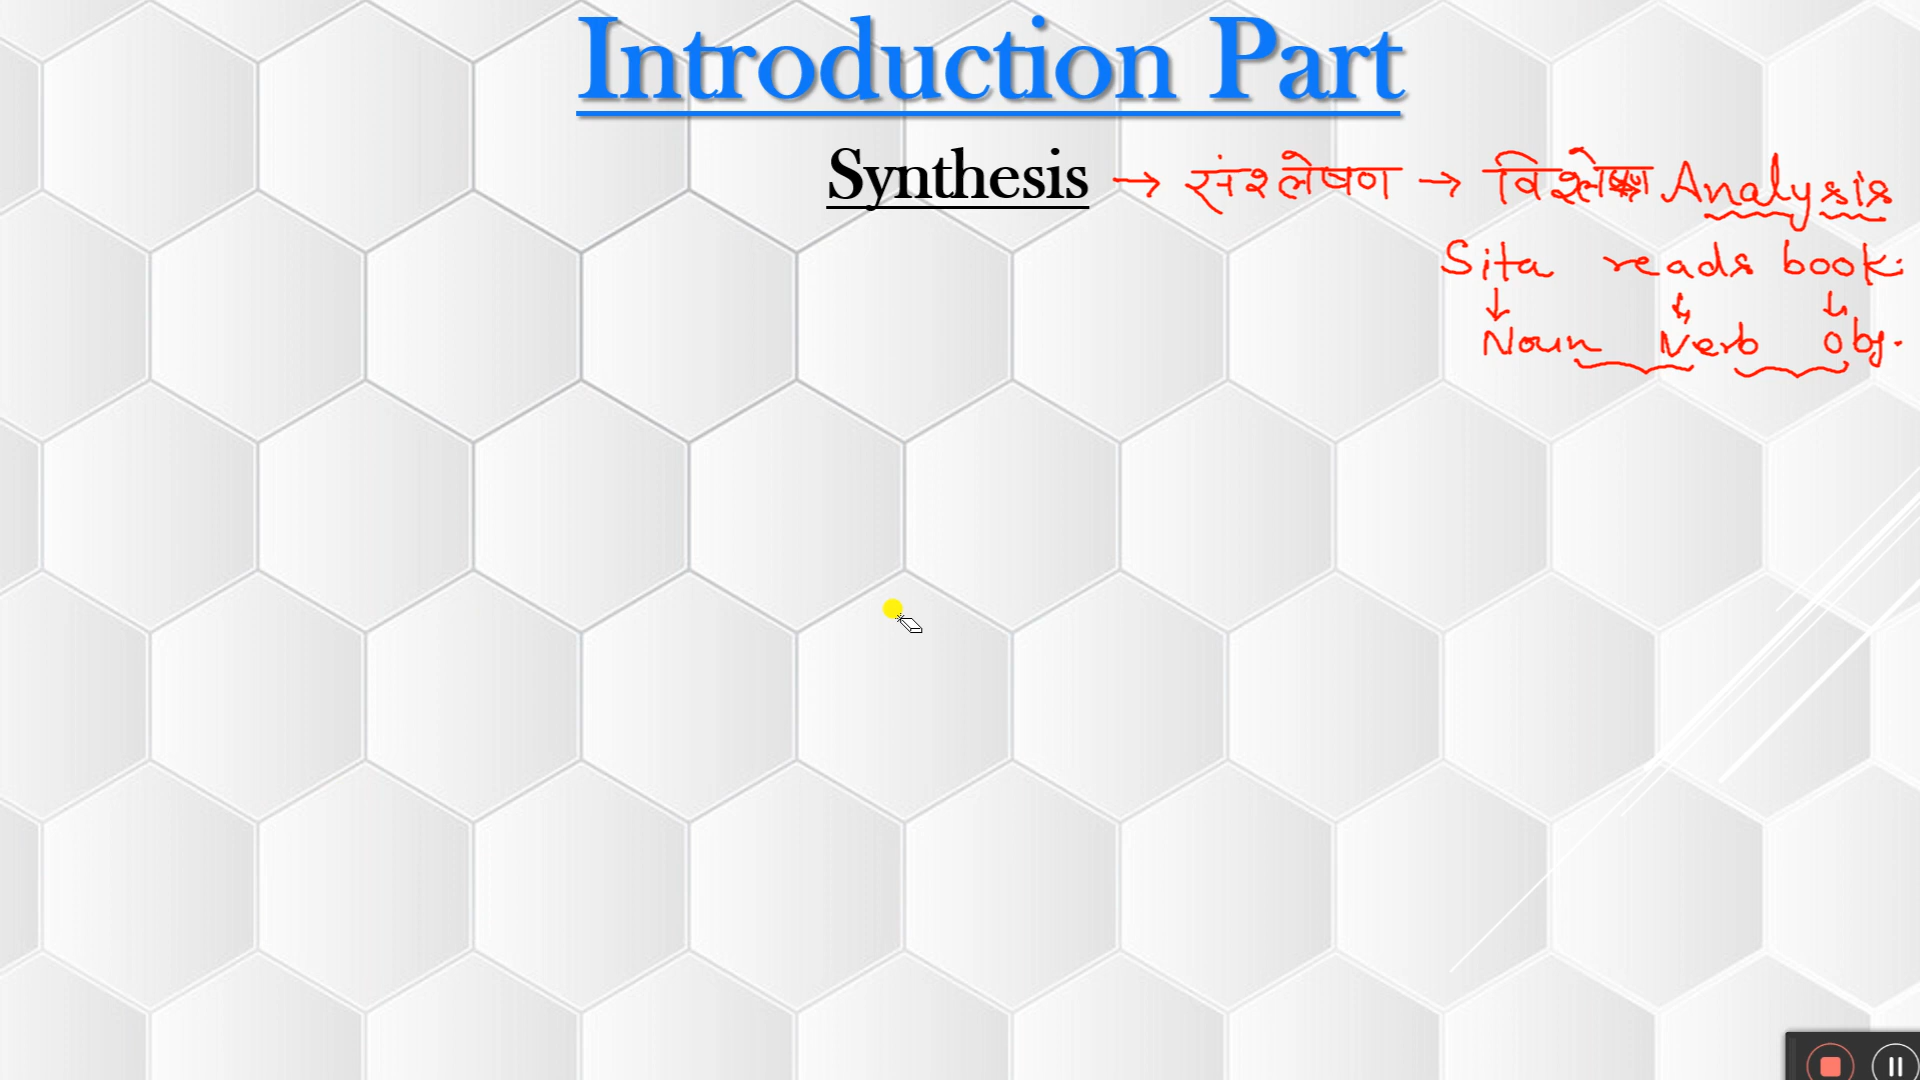 Introduction Part
Synthesis → संश्लेषण → विश्लेषण Analysis
Sita reads book.
↓ ↳ ↳
Noun Verb obj.